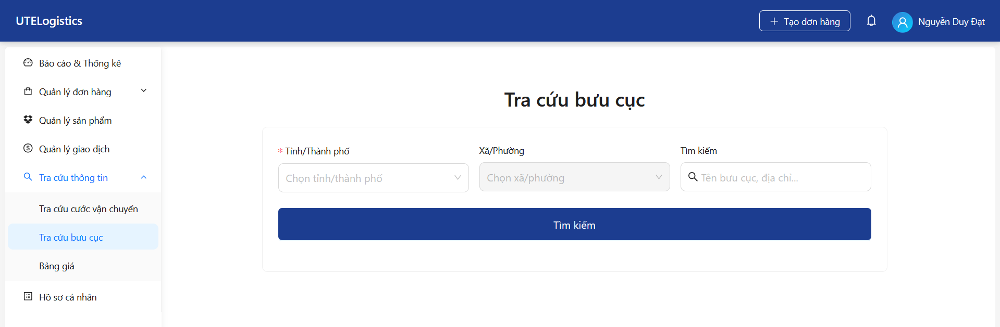 UTELogistics
Tạo đơn hàng
Nguyễn Duy Đạt
Báo cáo & Thống kê
Quản lý đơn hàng
Quản lý sản phẩm
Quản lý giao dịch
Tra cứu thông tin
Tra cứu cước vận chuyển
Tra cứu bưu cục
Bảng giá
Hồ sơ cá nhân
Tra cứu bưu cục
* Tỉnh/Thành phố
Chọn tỉnh/thành phố
Xã/Phường
Chọn xã/phường
Tìm kiếm
Tên bưu cục, địa chỉ...
Tìm kiếm